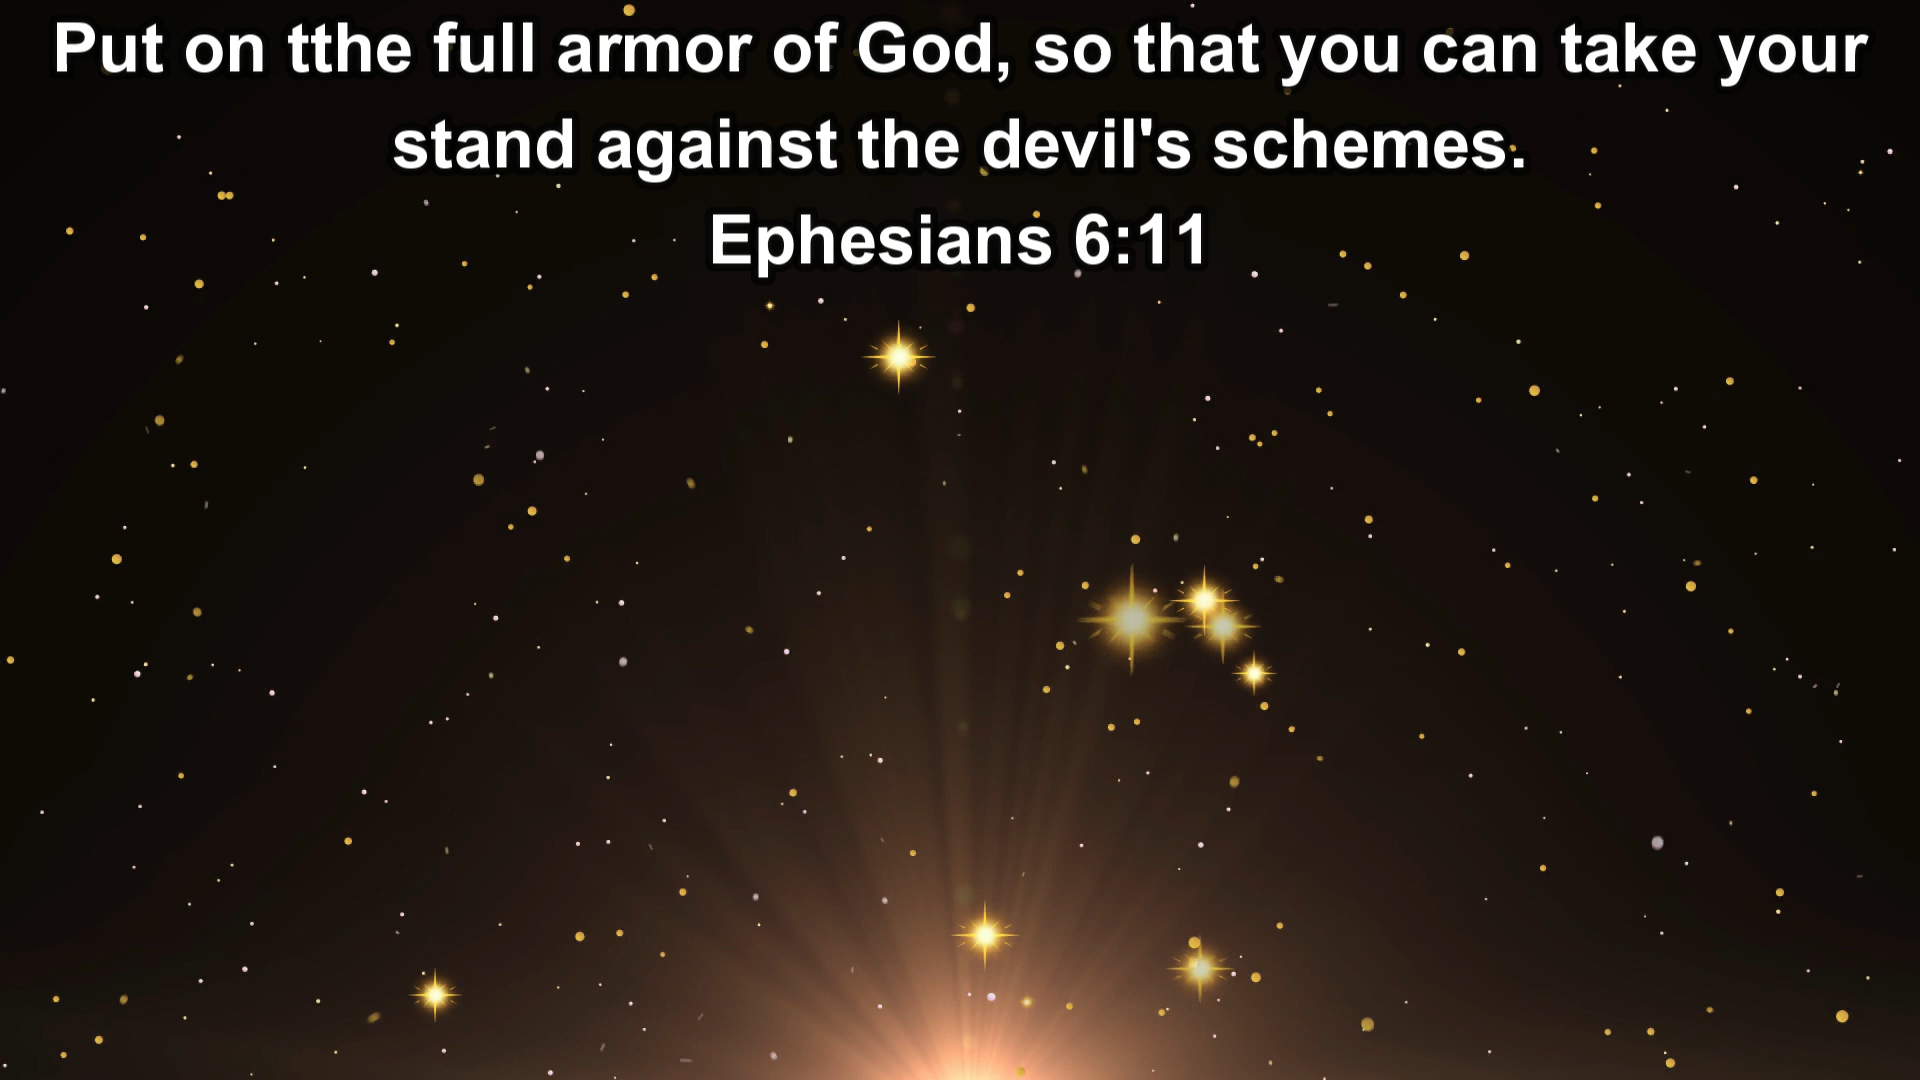 Put on tthe full armor of God, so that you can take your
stand against the devil's schemes.
Ephesians 6:11